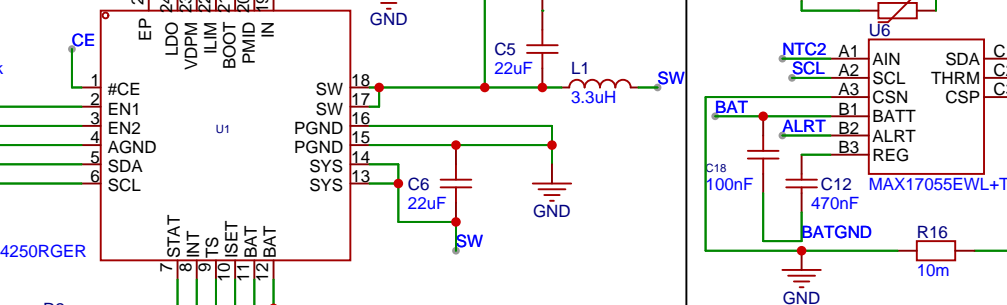 CE
EP
LDO
VDPM
ILIM
BOOT
PMID
IN
GND
1
2
3
4
5
6
#CE
EN1
EN2
AGND
SDA
SCL
U1
SW
SW
PGND
PGND
SYS
SYS
18
17
16
15
14
13
STAT
INT
TS
ISET
BAT
BAT
7
8
9
10
11
12
4250RGER
C5
22uF
L1
3.3uH
SW
C6
22uF
GND
SW
U6
NTC2
SCL
BAT
ALRT
A1
A2
A3
B1
B2
B3
AIN
SCL
CSN
BATT
ALRT
REG
SDA
THRM
CSP
MAX17055EWL+T
C18
100nF
C12
470nF
BATGND
R16
10m
GND